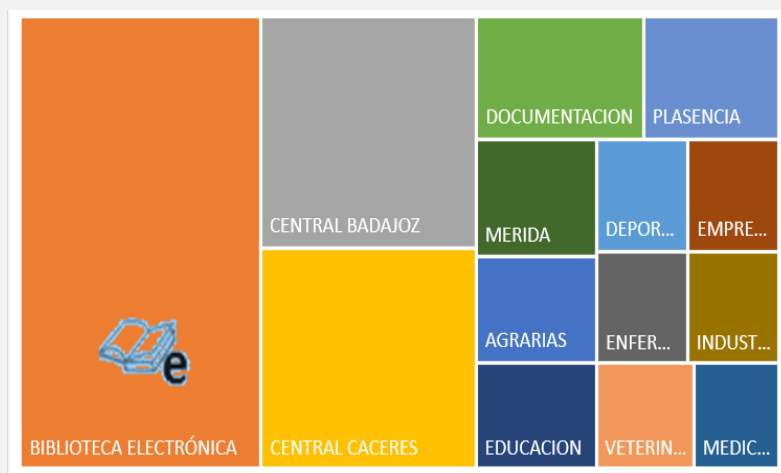 DOCUMENTACION
PLASENCIA
CENTRAL BADAJOZ
MERIDA
DEPOR...
EMPRE...
AGRARIAS
ENFER...
INDUST...
e
BIBLIOTECA ELECTRÓNICA
CENTRAL CACERES
EDUCACION
VETERIN...
MEDIC...